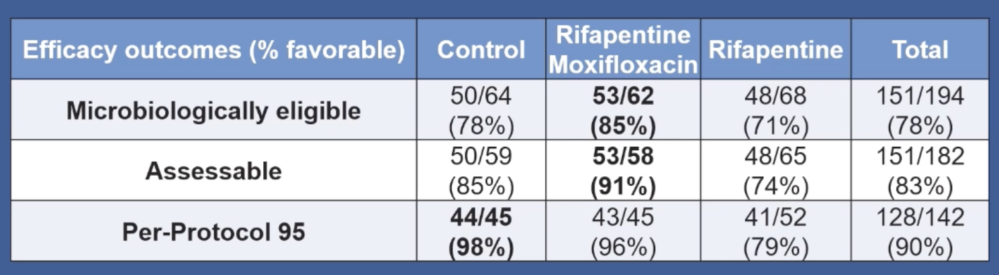 Efficacy outcomes (% favorable) Control Rifapentine Moxifloxacin Rifapentine Total
Microbiologically eligible 50/64 (78%) 53/62 (85%) 48/68 (71%) 151/194 (78%)
Assessable 50/59 (85%) 53/58 (91%) 48/65 (74%) 151/182 (83%)
Per-Protocol 95 44/45 (98%) 43/45 (96%) 41/52 (79%) 128/142 (90%)